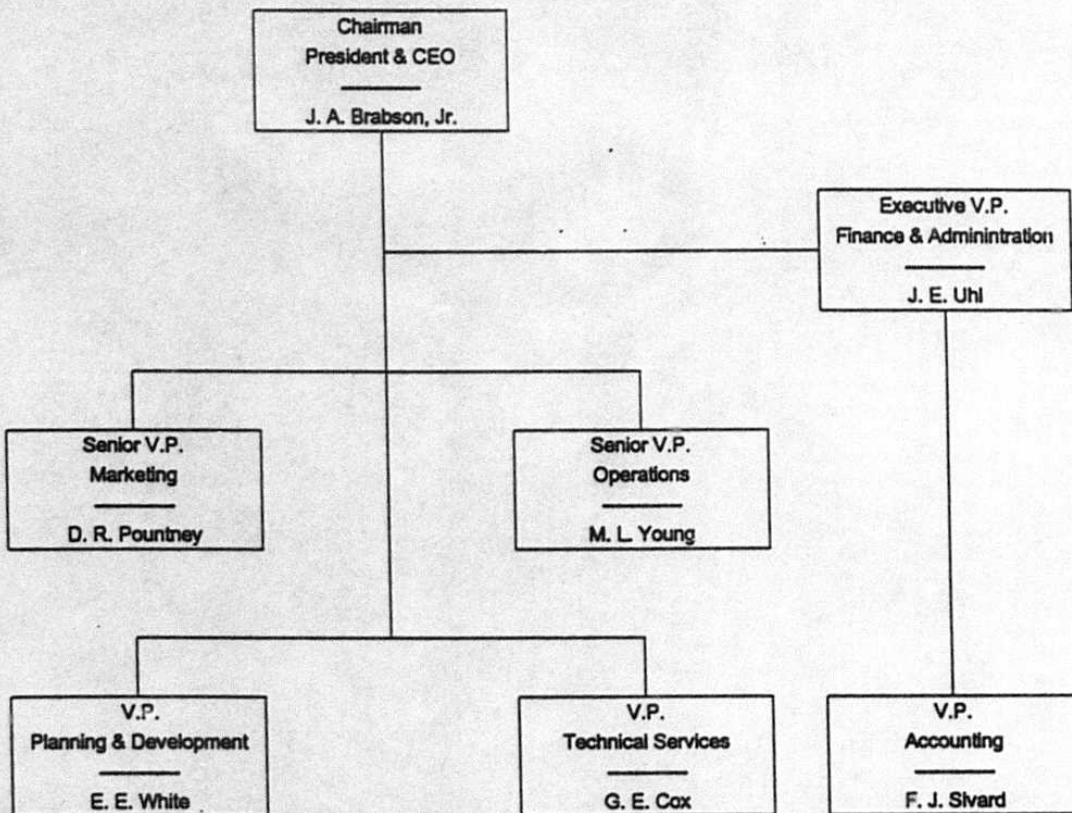 Chairman
President & CEO
J. A. Brabson, Jr.
Executive V.P.
Finance & Adminintration
J. E. Uhl
Senior V.P.
Marketing
D. R. Pountney
Senior V.P.
Operations
M. L. Young
V.P.
Planning & Development
E. E. White
V.P.
Technical Services
G. E. Cox
V.P.
Accounting
F. J. Sivard